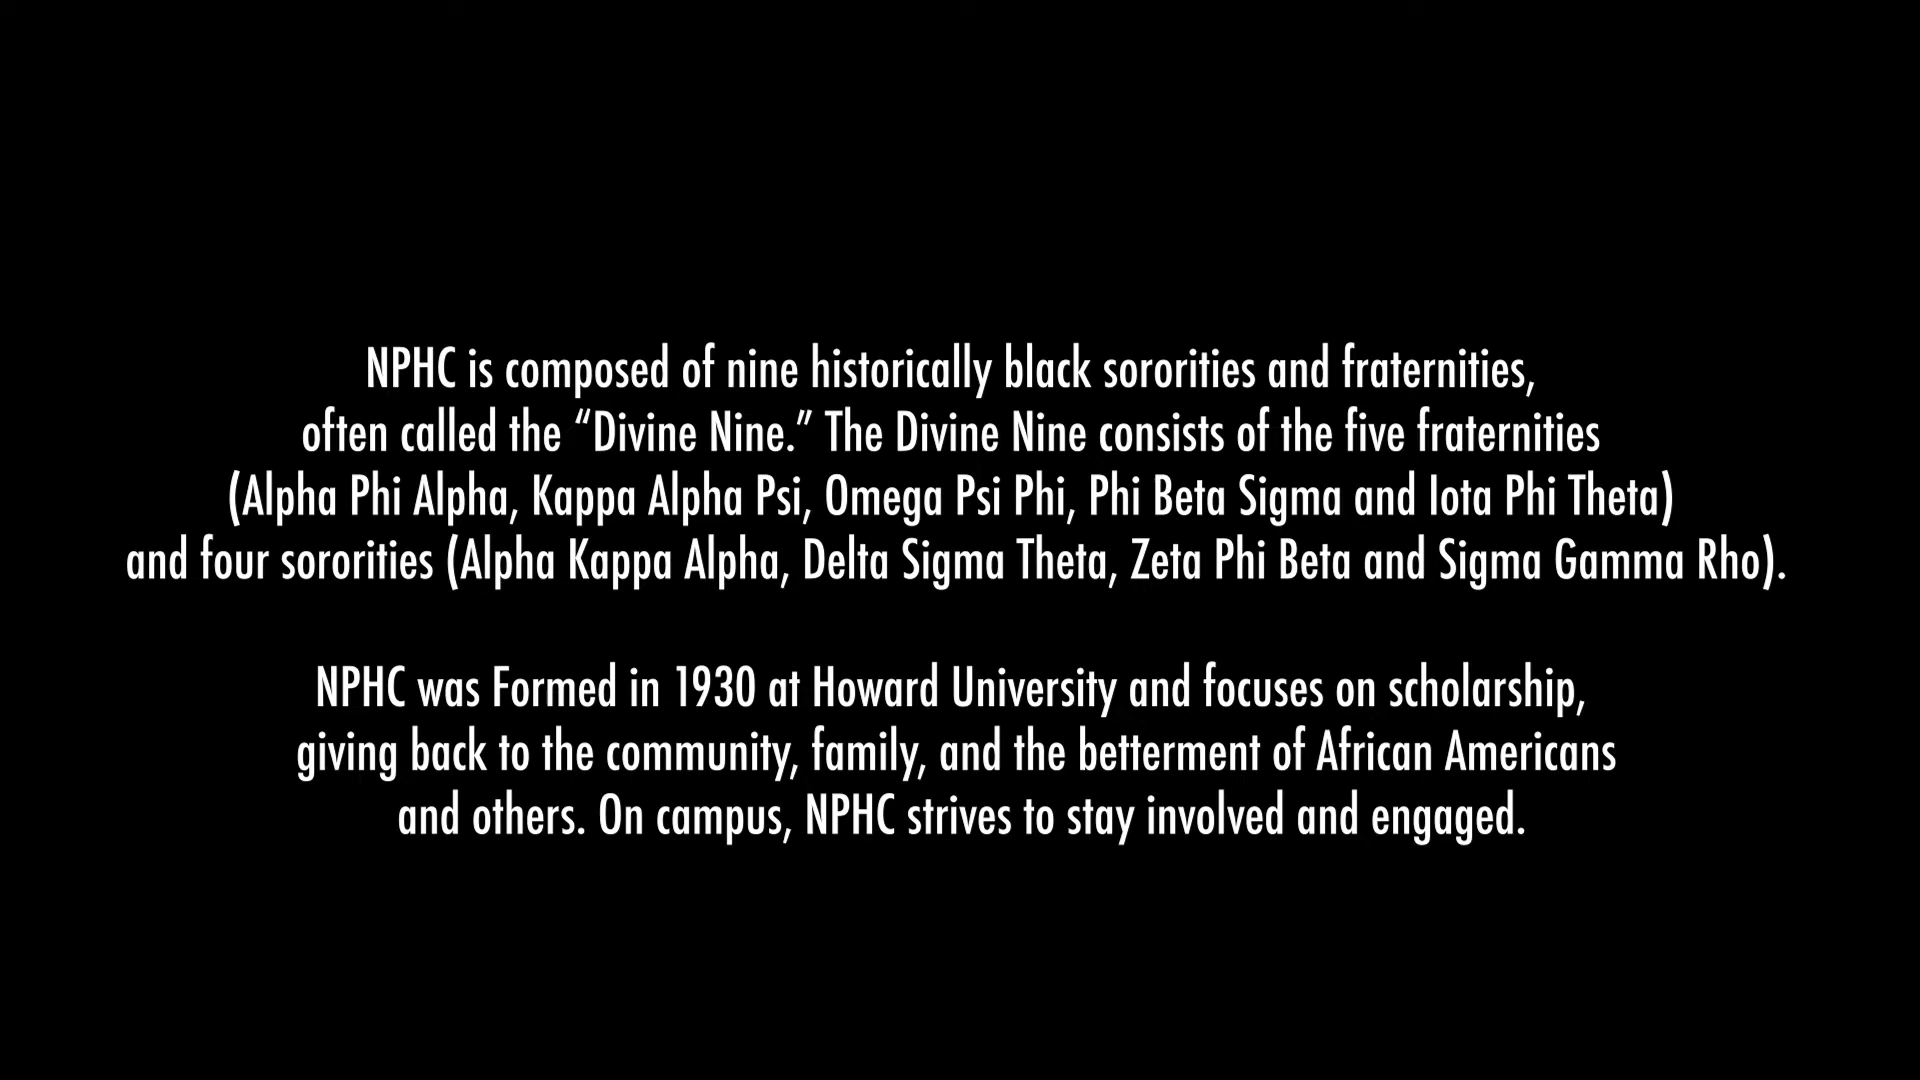 NPHC is composed of nine historically black sororities and fraternities,
often called the “Divine Nine.” The Divine Nine consists of the five fraternities
(Alpha Phi Alpha, Kappa Alpha Psi, Omega Psi Phi, Phi Beta Sigma and Iota Phi Theta)
and four sororities (Alpha Kappa Alpha, Delta Sigma Theta, Zeta Phi Beta and Sigma Gamma Rho).
NPHC was Formed in 1930 at Howard University and focuses on scholarship,
giving back to the community, family, and the betterment of African Americans
and others. On campus, NPHC strives to stay involved and engaged.